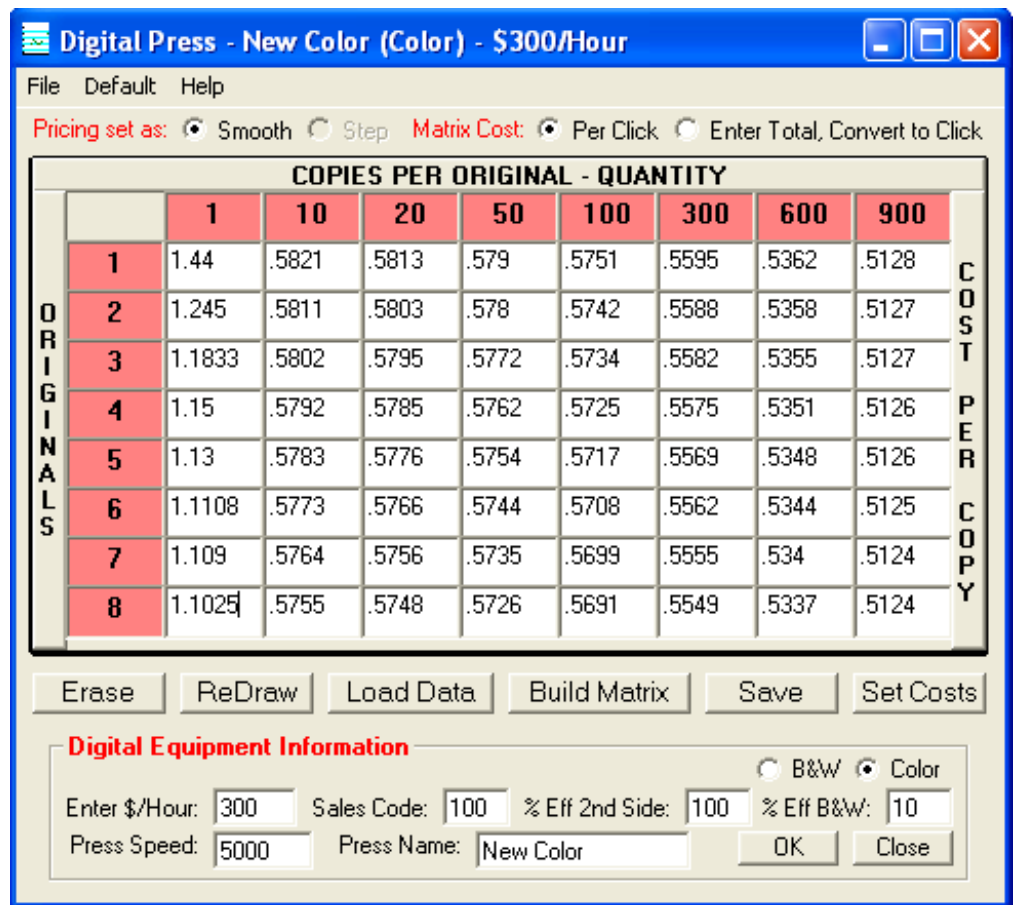 Digital Press - New Color (Color) - $300/Hour
File Default Help
Pricing set as: Smooth Step Matrix Cost: Per Click Enter Total, Convert to Click
COPIES PER ORIGINAL - QUANTITY
ORIGINALS
1 10 20 50 100 300 600 900
1 1.44 .5821 .5813 .579 .5751 .5595 .5362 .5128
2 1.245 .5811 .5803 .578 .5742 .5588 .5358 .5127
3 1.1833 .5802 .5795 .5772 .5734 .5582 .5355 .5127
4 1.15 .5792 .5785 .5762 .5725 .5575 .5351 .5126
5 1.13 .5783 .5776 .5754 .5717 .5569 .5348 .5126
6 1.1108 .5773 .5766 .5744 .5708 .5562 .5344 .5125
7 1.109 .5764 .5756 .5735 .5699 .5555 .534 .5124
8 1.1025 .5755 .5748 .5726 .5691 .5549 .5337 .5124
COST PER COPY
Erase ReDraw Load Data Build Matrix Save Set Costs
Digital Equipment Information
B&W Color
Enter $/Hour: 300 Sales Code: 100 % Eff 2nd Side: 100 % Eff B&W: 10
Press Speed: 5000 Press Name: New Color OK Close